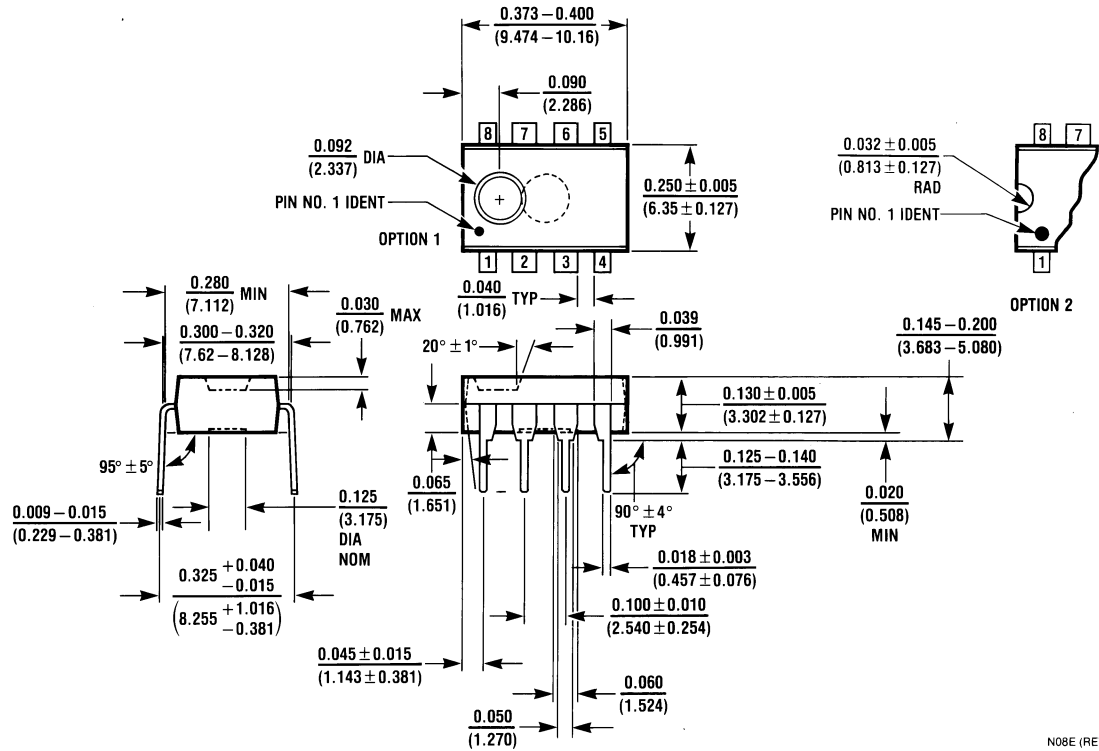 0.373 – 0.400
(9.474 – 10.16)
0.090
(2.286)
8 7 6 5
0.092
(2.337)
DIA
PIN NO. 1 IDENT
OPTION 1
1 2 3 4
0.250 ± 0.005
(6.35 ± 0.127)
0.032 ± 0.005
(0.813 ± 0.127)
RAD
PIN NO. 1 IDENT
8 7
1
OPTION 2
0.280
(7.112)
MIN
0.300 – 0.320
(7.62 – 8.128)
0.030
(0.762)
MAX
0.040
(1.016)
TYP
20° ± 1°
0.039
(0.991)
0.145 – 0.200
(3.683 – 5.080)
0.130 ± 0.005
(3.302 ± 0.127)
95° ± 5°
0.065
(1.651)
0.125 – 0.140
(3.175 – 3.556)
0.020
(0.508)
MIN
90° ± 4°
TYP
0.009 – 0.015
(0.229 – 0.381)
0.125
(3.175)
DIA
NOM
0.018 ± 0.003
(0.457 ± 0.076)
0.325 +0.040
−0.015
(8.255 +1.016
−0.381)
0.100 ± 0.010
(2.540 ± 0.254)
0.045 ± 0.015
(1.143 ± 0.381)
0.060
(1.524)
0.050
(1.270)
N08E (RE